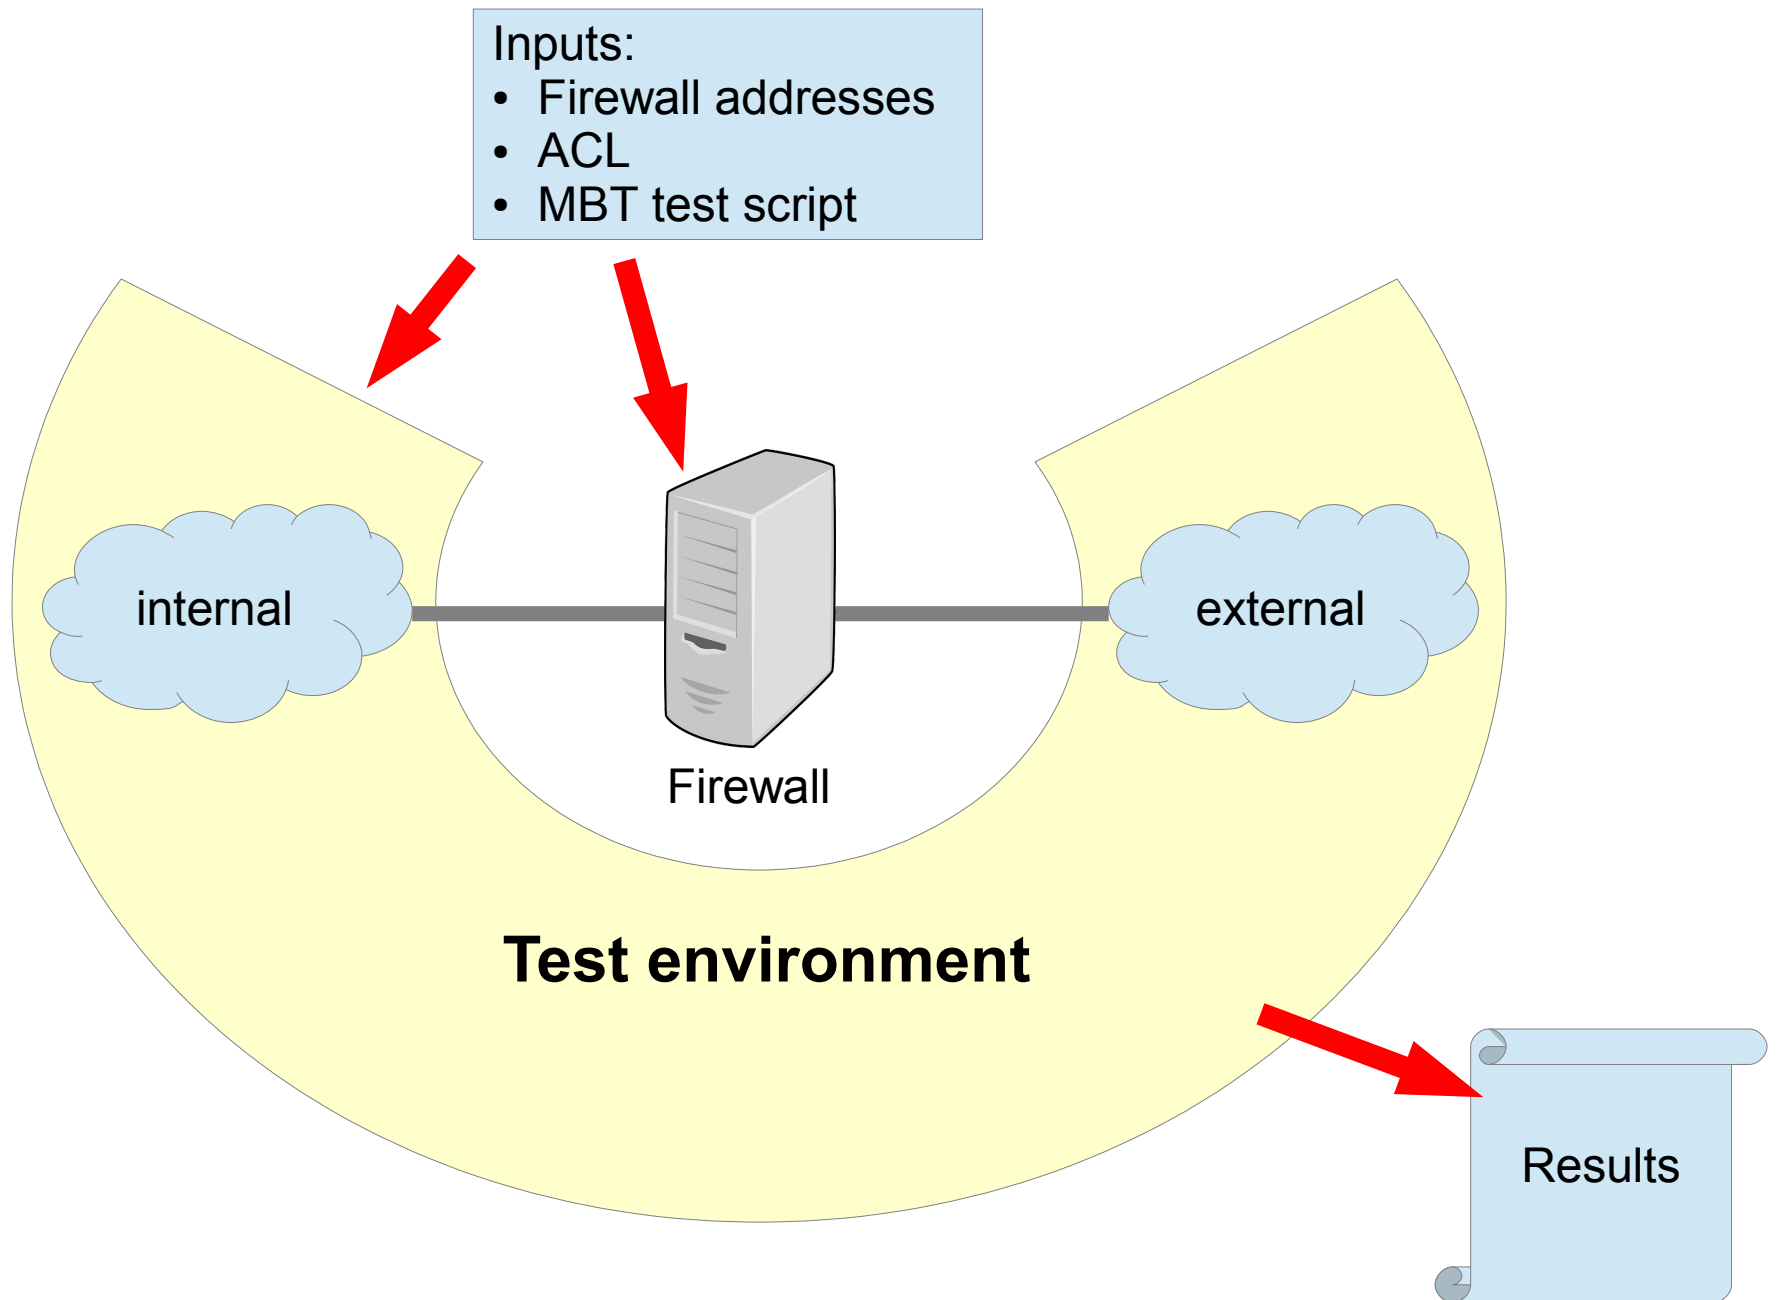 Inputs:
• Firewall addresses
• ACL
• MBT test script
internal
external
Firewall
Test environment
Results